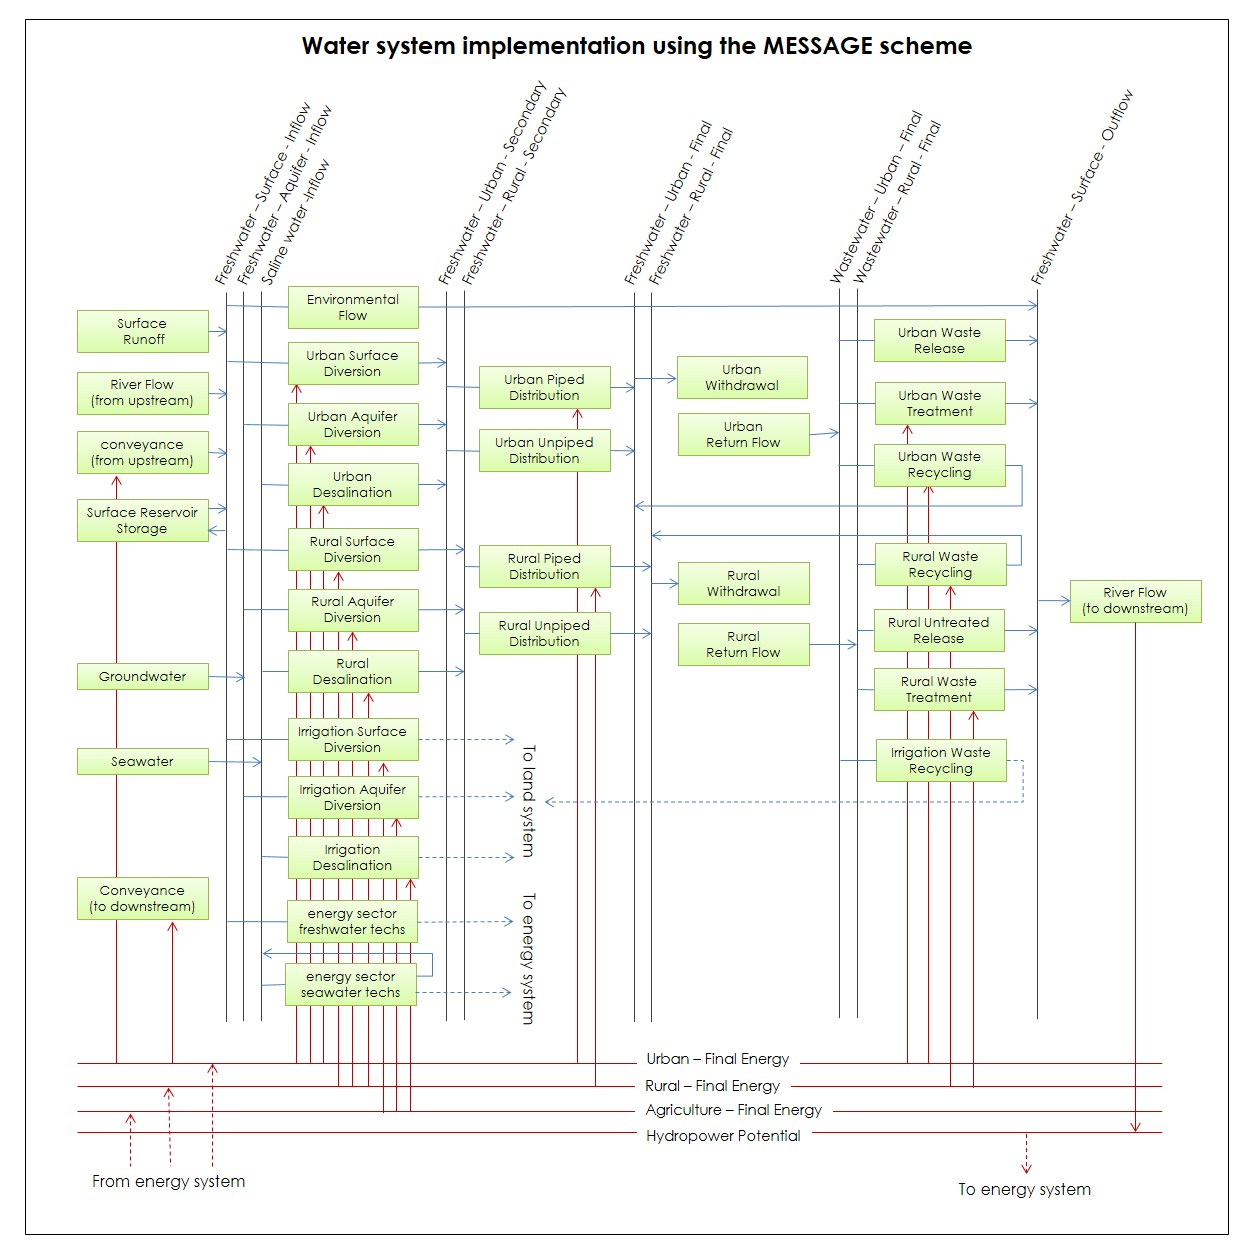 Water system implementation using the MESSAGE scheme
Freshwater – Surface - Inflow
Freshwater – Aquifer - Inflow
Saline water -Inflow
Freshwater – Urban - Secondary
Freshwater – Rural - Secondary
Freshwater – Urban - Final
Freshwater – Rural - Final
Wastewater – Urban – Final
Wastewater – Rural - Final
Freshwater – Surface - Outflow
Surface
Runoff
River Flow
(from upstream)
conveyance
(from upstream)
Surface Reservoir
Storage
Groundwater
Seawater
Conveyance
(to downstream)
Environmental
Flow
Urban Surface
Diversion
Urban Aquifer
Diversion
Urban
Desalination
Rural Surface
Diversion
Rural Aquifer
Diversion
Rural
Desalination
Irrigation Surface
Diversion
Irrigation Aquifer
Diversion
Irrigation
Desalination
energy sector
freshwater techs
energy sector
seawater techs
Urban Piped
Distribution
Urban Unpiped
Distribution
Rural Piped
Distribution
Rural Unpiped
Distribution
To land system
To energy system
Urban
Withdrawal
Urban
Return Flow
Rural
Withdrawal
Rural
Return Flow
Urban Waste
Release
Urban Waste
Treatment
Urban Waste
Recycling
Rural Waste
Recycling
Rural Untreated
Release
Rural Waste
Treatment
Irrigation Waste
Recycling
River Flow
(to downstream)
Urban – Final Energy
Rural – Final Energy
Agriculture – Final Energy
Hydropower Potential
From energy system
To energy system